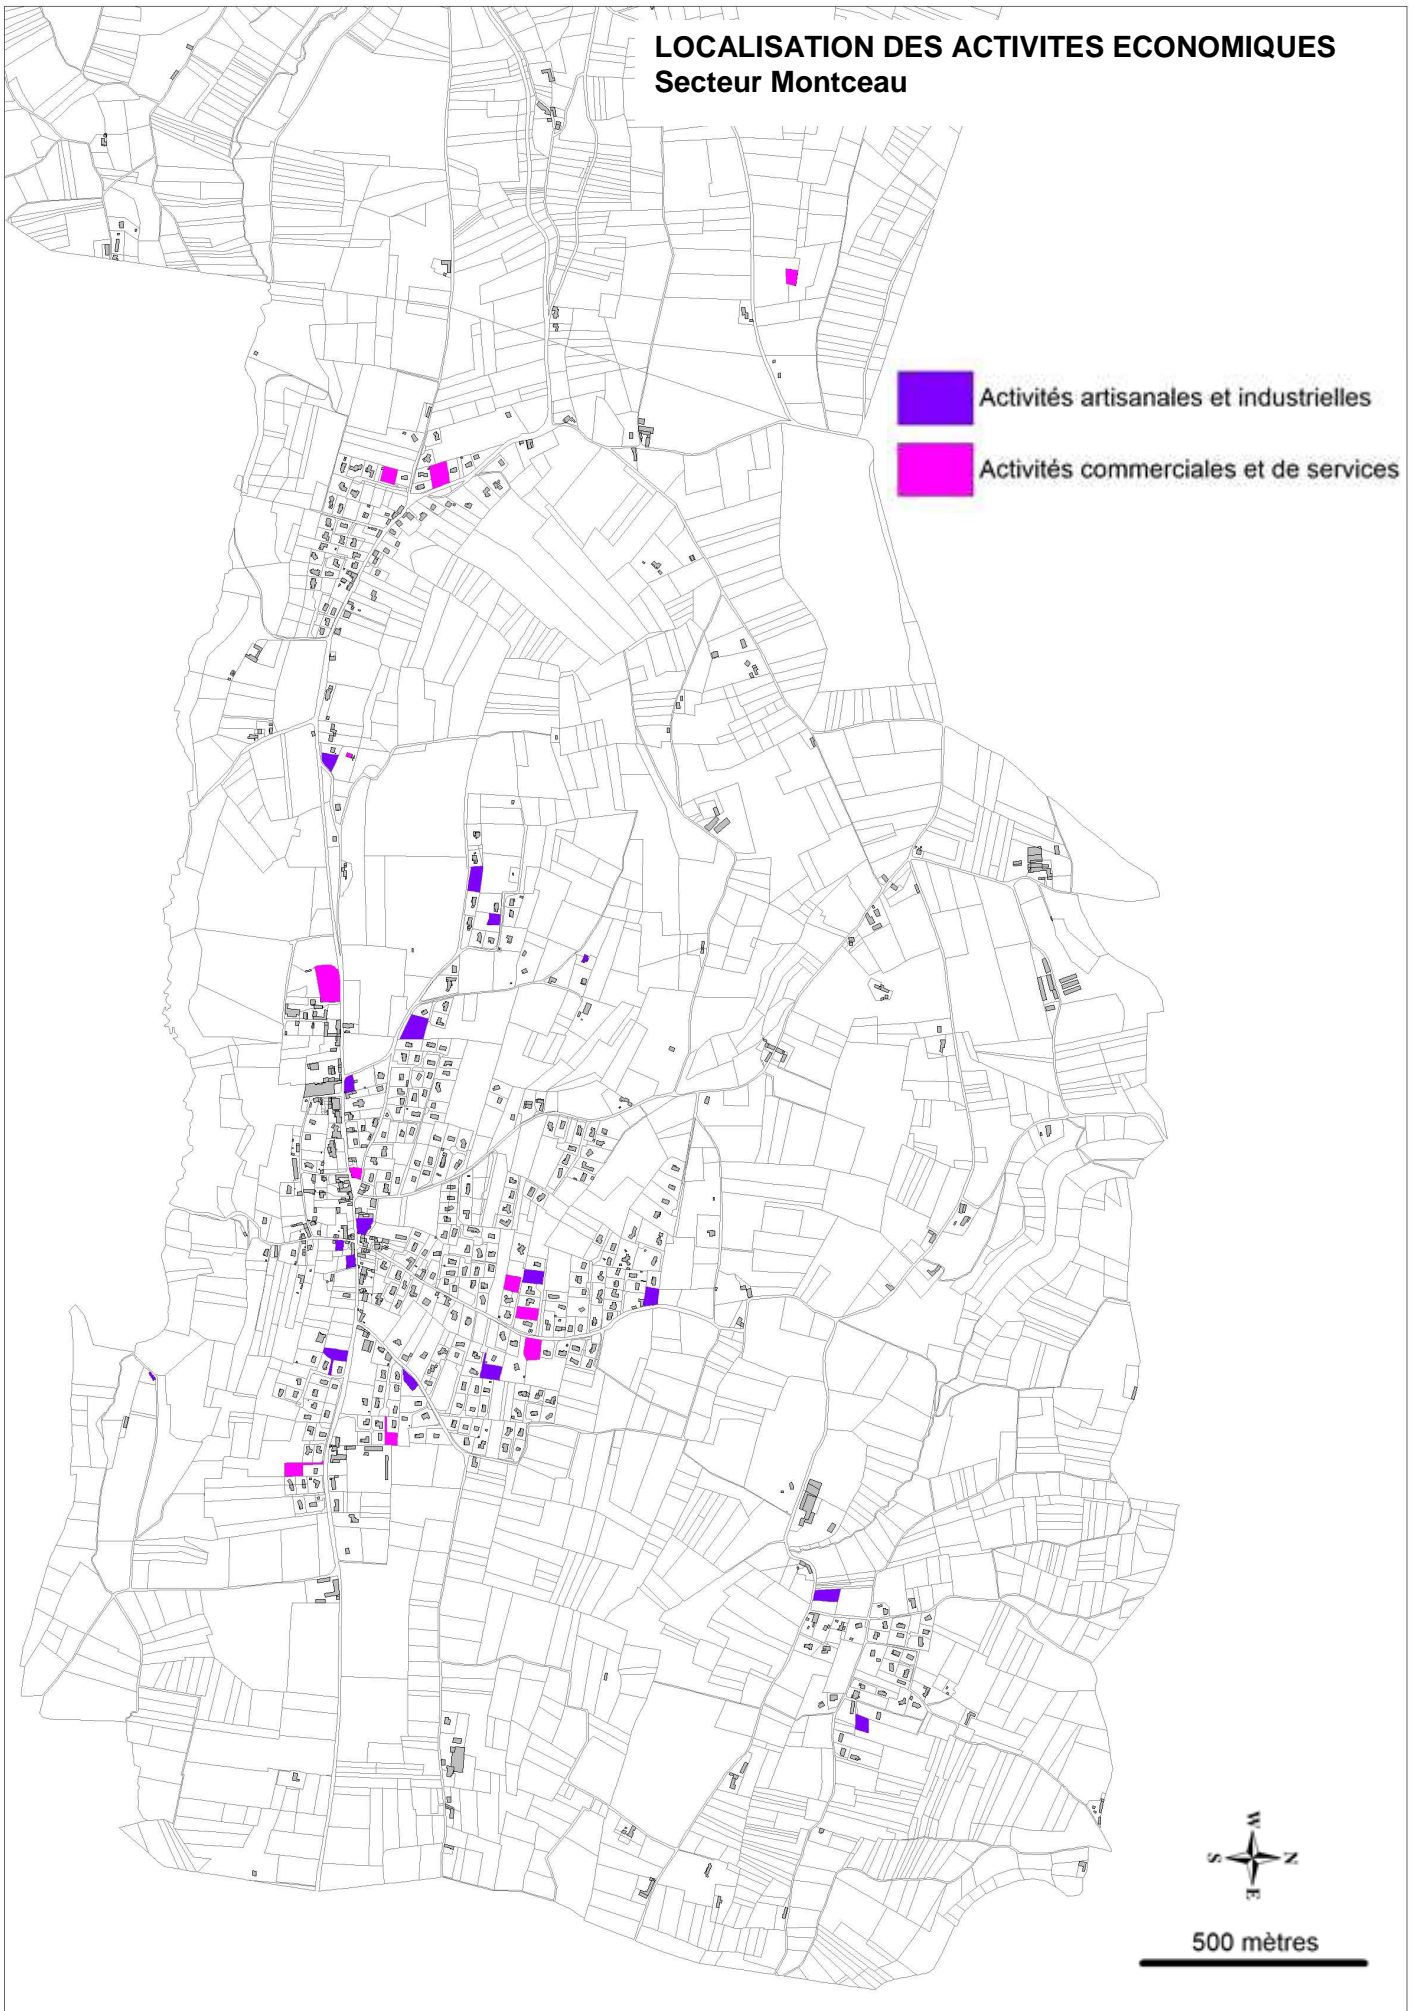 LOCALISATION DES ACTIVITES ECONOMIQUES
Secteur Montceau
Activités artisanales et industrielles
Activités commerciales et de services
W
S N
E
500 mètres